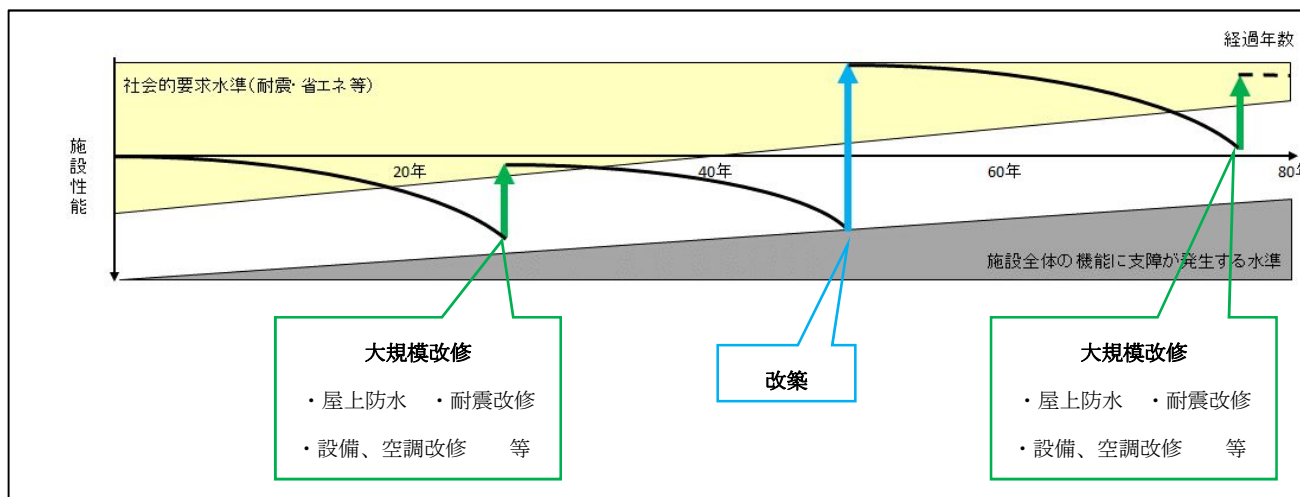 経過年数
社会的要求水準(耐震・省エネ等)
施設性能
20年
40年
60年
80年
施設全体の機能に支障が発生する水準
大規模改修
・屋上防水　・耐震改修
・設備、空調改修　　等
改築
大規模改修
・屋上防水　・耐震改修
・設備、空調改修　　等